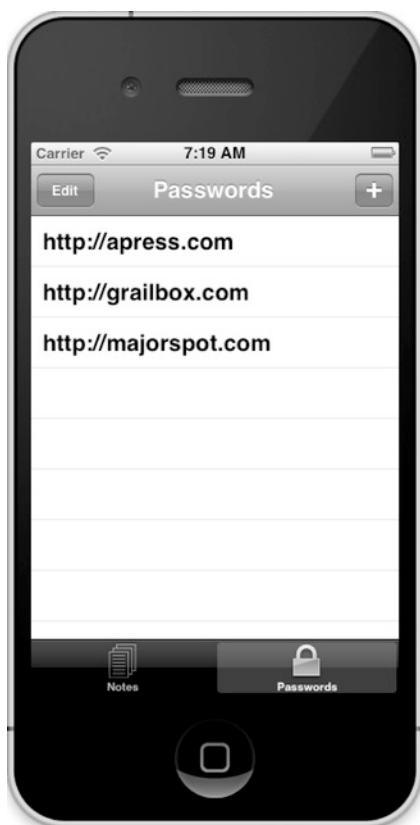 Carrier 7:19 AM
Edit Passwords +
http://apress.com
http://grailbox.com
http://majorspot.com
Notes Passwords